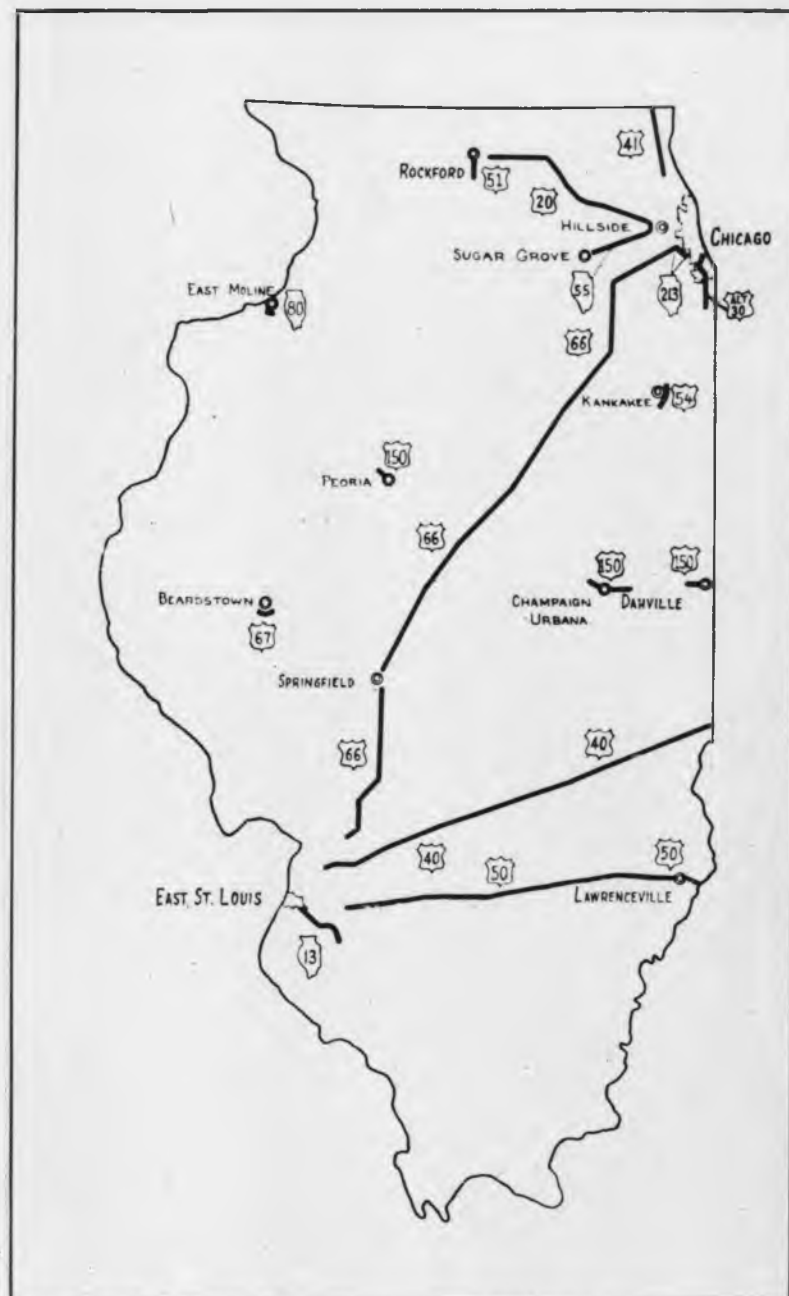 41
ROCKFORD
51
20
HILLSIDE
CHICAGO
SUGAR GROVE
55
213
ALT
30
EAST MOLINE
80
66
KANKAKEE
54
150
PEORIA
66
150
150
CHAMPAIGN
URBANA
DANVILLE
BEARDSTOWN
67
SPRINGFIELD
66
40
40
50
50
EAST ST. LOUIS
LAWRENCEVILLE
13